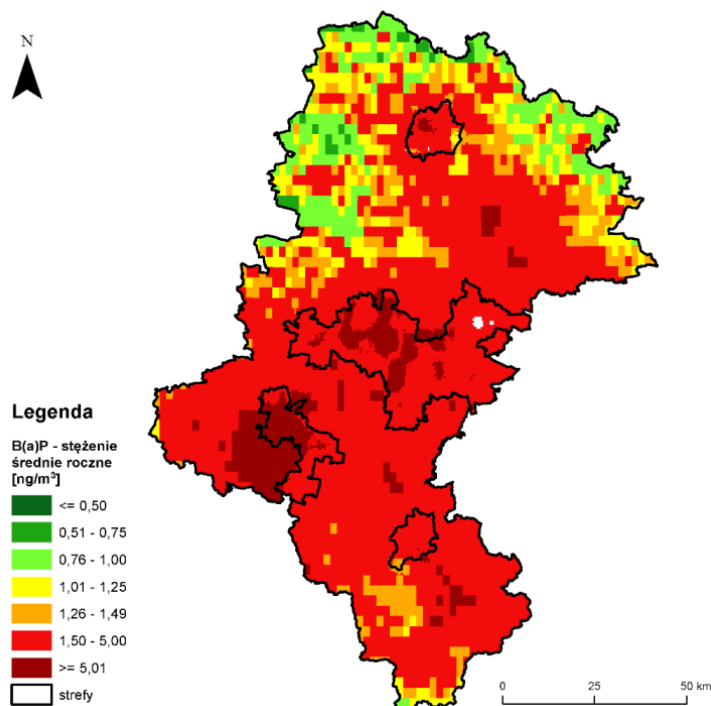 N
Legenda
B(a)P - stężenie
średnie roczne
[ng/m³]
<= 0,50
0,51 - 0,75
0,76 - 1,00
1,01 - 1,25
1,26 - 1,49
1,50 - 5,00
>= 5,01
strefy
0 25 50 km